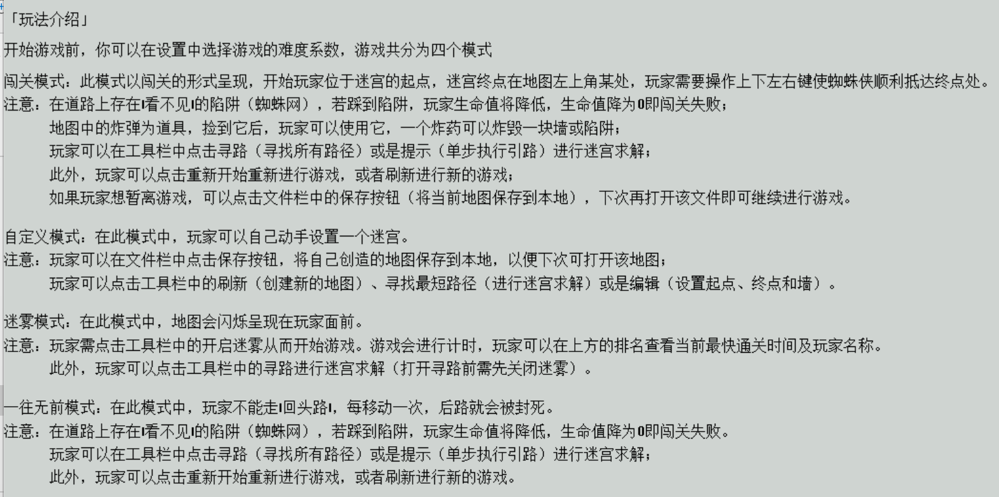 「玩法介绍」
开始游戏前，你可以在设置中选择游戏的难度系数，游戏共分为四个模式
闯关模式：此模式以闯关的形式呈现，开始玩家位于迷宫的起点，迷宫终点在地图左上角某处，玩家需要操作上下左右键使蜘蛛侠顺利抵达终点处。
注意：在道路上存在'看不见'的陷阱（蜘蛛网），若踩到陷阱，玩家生命值将降低，生命值降为0即闯关失败；
地图中的炸弹为道具，捡到它后，玩家可以使用它，一个炸药可以炸毁一块墙或陷阱；
玩家可以在工具栏中点击寻路（寻找所有路径）或是提示（单步执行引路）进行迷宫求解；
此外，玩家可以点击重新开始重新进行游戏，或者刷新进行新的游戏；
如果玩家想暂离游戏，可以点击文件栏中的保存按钮（将当前地图保存到本地），下次再打开该文件即可继续进行游戏。
自定义模式：在此模式中，玩家可以自己动手设置一个迷宫。
注意：玩家可以在文件栏中点击保存按钮，将自己创造的地图保存到本地，以便下次可打开该地图；
玩家可以点击工具栏中的刷新（创建新的地图）、寻找最短路径（进行迷宫求解）或是编辑（设置起点、终点和墙）。
迷雾模式：在此模式中，地图会闪烁呈现在玩家面前。
注意：玩家需点击工具栏中的开启迷雾从而开始游戏。游戏会进行计时，玩家可以在上方的排名查看当前最快通关时间及玩家名称。
此外，玩家可以点击工具栏中的寻路进行迷宫求解（打开寻路前需先关闭迷雾）。
一往无前模式：在此模式中，玩家不能走'回头路'，每移动一次，后路就会被封死。
注意：在道路上存在'看不见'的陷阱（蜘蛛网），若踩到陷阱，玩家生命值将降低，生命值降为0即闯关失败。
玩家可以在工具栏中点击寻路（寻找所有路径）或是提示（单步执行引路）进行迷宫求解；
此外，玩家可以点击重新开始重新进行游戏，或者刷新进行新的游戏。